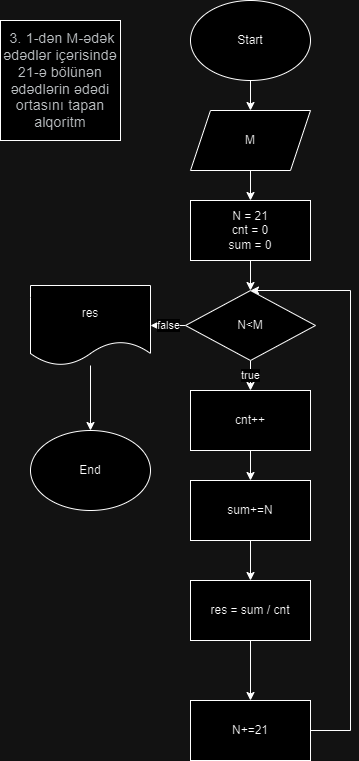 3. 1-dən M-ədək
ədədlər içərisində
21-ə bölünən
ədədlərin ədədi
ortasını tapan
alqoritm
Start
M
N = 21
cnt = 0
sum = 0
N<M
false
res
true
End
cnt++
sum+=N
res = sum / cnt
N+=21